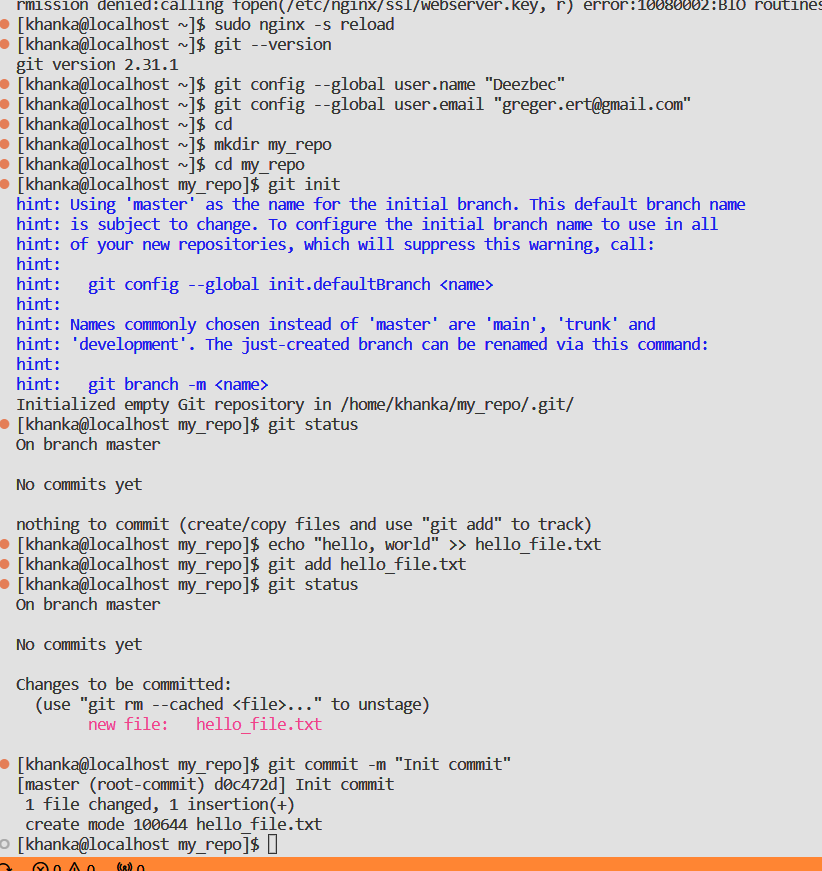 rmission denied:calling fopen(/etc/nginx/ssl/webserver.key, r) error:10080002:BIO routines
[khanka@localhost ~]$ sudo nginx -s reload
[khanka@localhost ~]$ git --version
git version 2.31.1
[khanka@localhost ~]$ git config --global user.name "Deezbec"
[khanka@localhost ~]$ git config --global user.email "greger.ert@gmail.com"
[khanka@localhost ~]$ cd
[khanka@localhost ~]$ mkdir my_repo
[khanka@localhost ~]$ cd my_repo
[khanka@localhost my_repo]$ git init
hint: Using 'master' as the name for the initial branch. This default branch name
hint: is subject to change. To configure the initial branch name to use in all
hint: of your new repositories, which will suppress this warning, call:
hint:
hint:   git config --global init.defaultBranch <name>
hint:
hint: Names commonly chosen instead of 'master' are 'main', 'trunk' and
hint: 'development'. The just-created branch can be renamed via this command:
hint:
hint:   git branch -m <name>
Initialized empty Git repository in /home/khanka/my_repo/.git/
[khanka@localhost my_repo]$ git status
On branch master
No commits yet
nothing to commit (create/copy files and use "git add" to track)
[khanka@localhost my_repo]$ echo "hello, world" >> hello_file.txt
[khanka@localhost my_repo]$ git add hello_file.txt
[khanka@localhost my_repo]$ git status
On branch master
No commits yet
Changes to be committed:
  (use "git rm --cached <file>..." to unstage)
        new file:   hello_file.txt
[khanka@localhost my_repo]$ git commit -m "Init commit"
[master (root-commit) d0c472d] Init commit
 1 file changed, 1 insertion(+)
 create mode 100644 hello_file.txt
[khanka@localhost my_repo]$
0 0 0